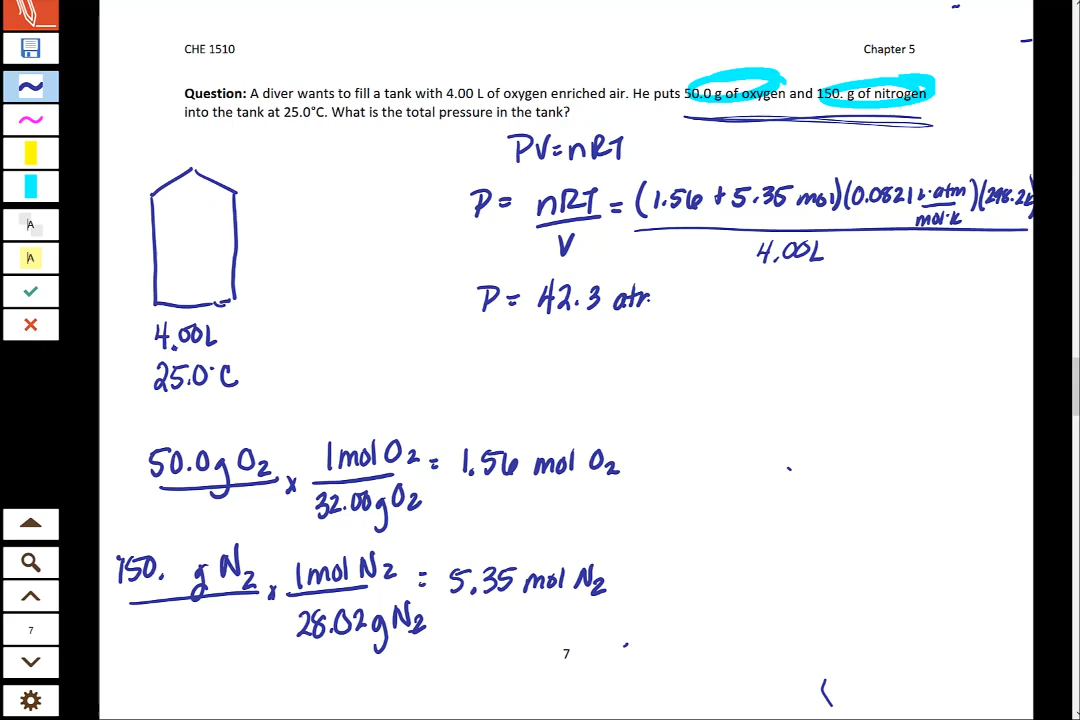 CHE 1510 Chapter 5
Question: A diver wants to fill a tank with 4.00 L of oxygen enriched air. He puts 50.0 g of oxygen and 150. g of nitrogen
into the tank at 25.0°C. What is the total pressure in the tank?
PV=nRT
P = nRT/V = (1.56 + 5.35 mol)(0.0821 L·atm/mol·K)(298.2K) / 4.00L
P = 42.3 atm
4.00L
25.0°C
50.0g O₂ × 1 mol O₂ / 32.00g O₂ = 1.56 mol O₂
150. g N₂ × 1 mol N₂ / 28.02 g N₂ = 5.35 mol N₂
7
A
A
7